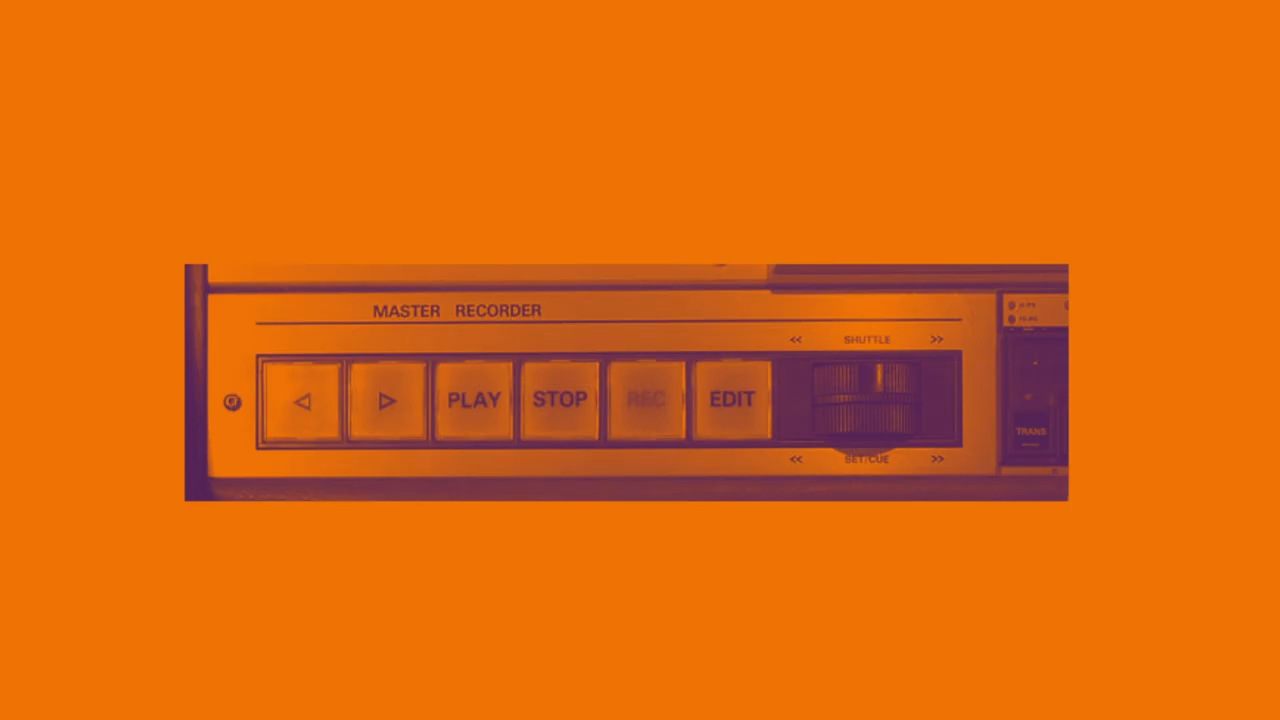 MASTER RECORDER
<< SHUTTLE >>
◁ ▷ PLAY STOP REC EDIT
TRANS
<< SET/CUE >>